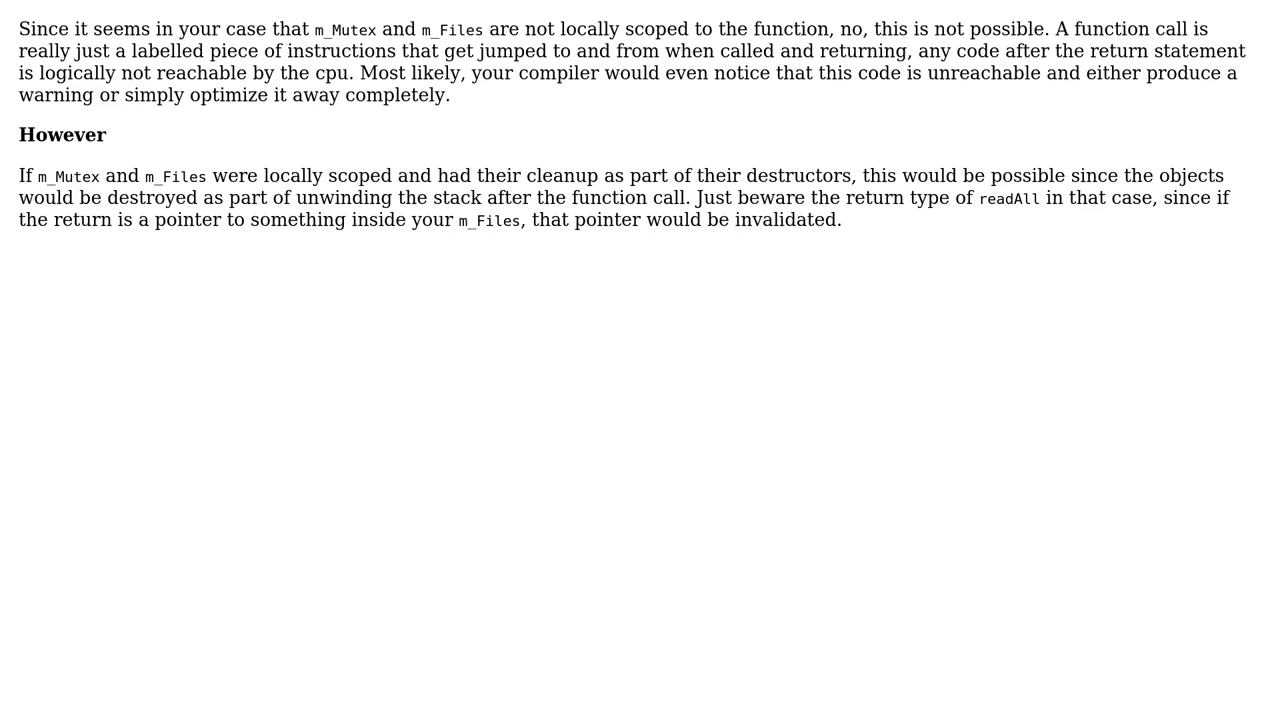 Since it seems in your case that m_Mutex and m_Files are not locally scoped to the function, no, this is not possible. A function call is
really just a labelled piece of instructions that get jumped to and from when called and returning, any code after the return statement
is logically not reachable by the cpu. Most likely, your compiler would even notice that this code is unreachable and either produce a
warning or simply optimize it away completely.
However
If m_Mutex and m_Files were locally scoped and had their cleanup as part of their destructors, this would be possible since the objects
would be destroyed as part of unwinding the stack after the function call. Just beware the return type of readAll in that case, since if
the return is a pointer to something inside your m_Files, that pointer would be invalidated.